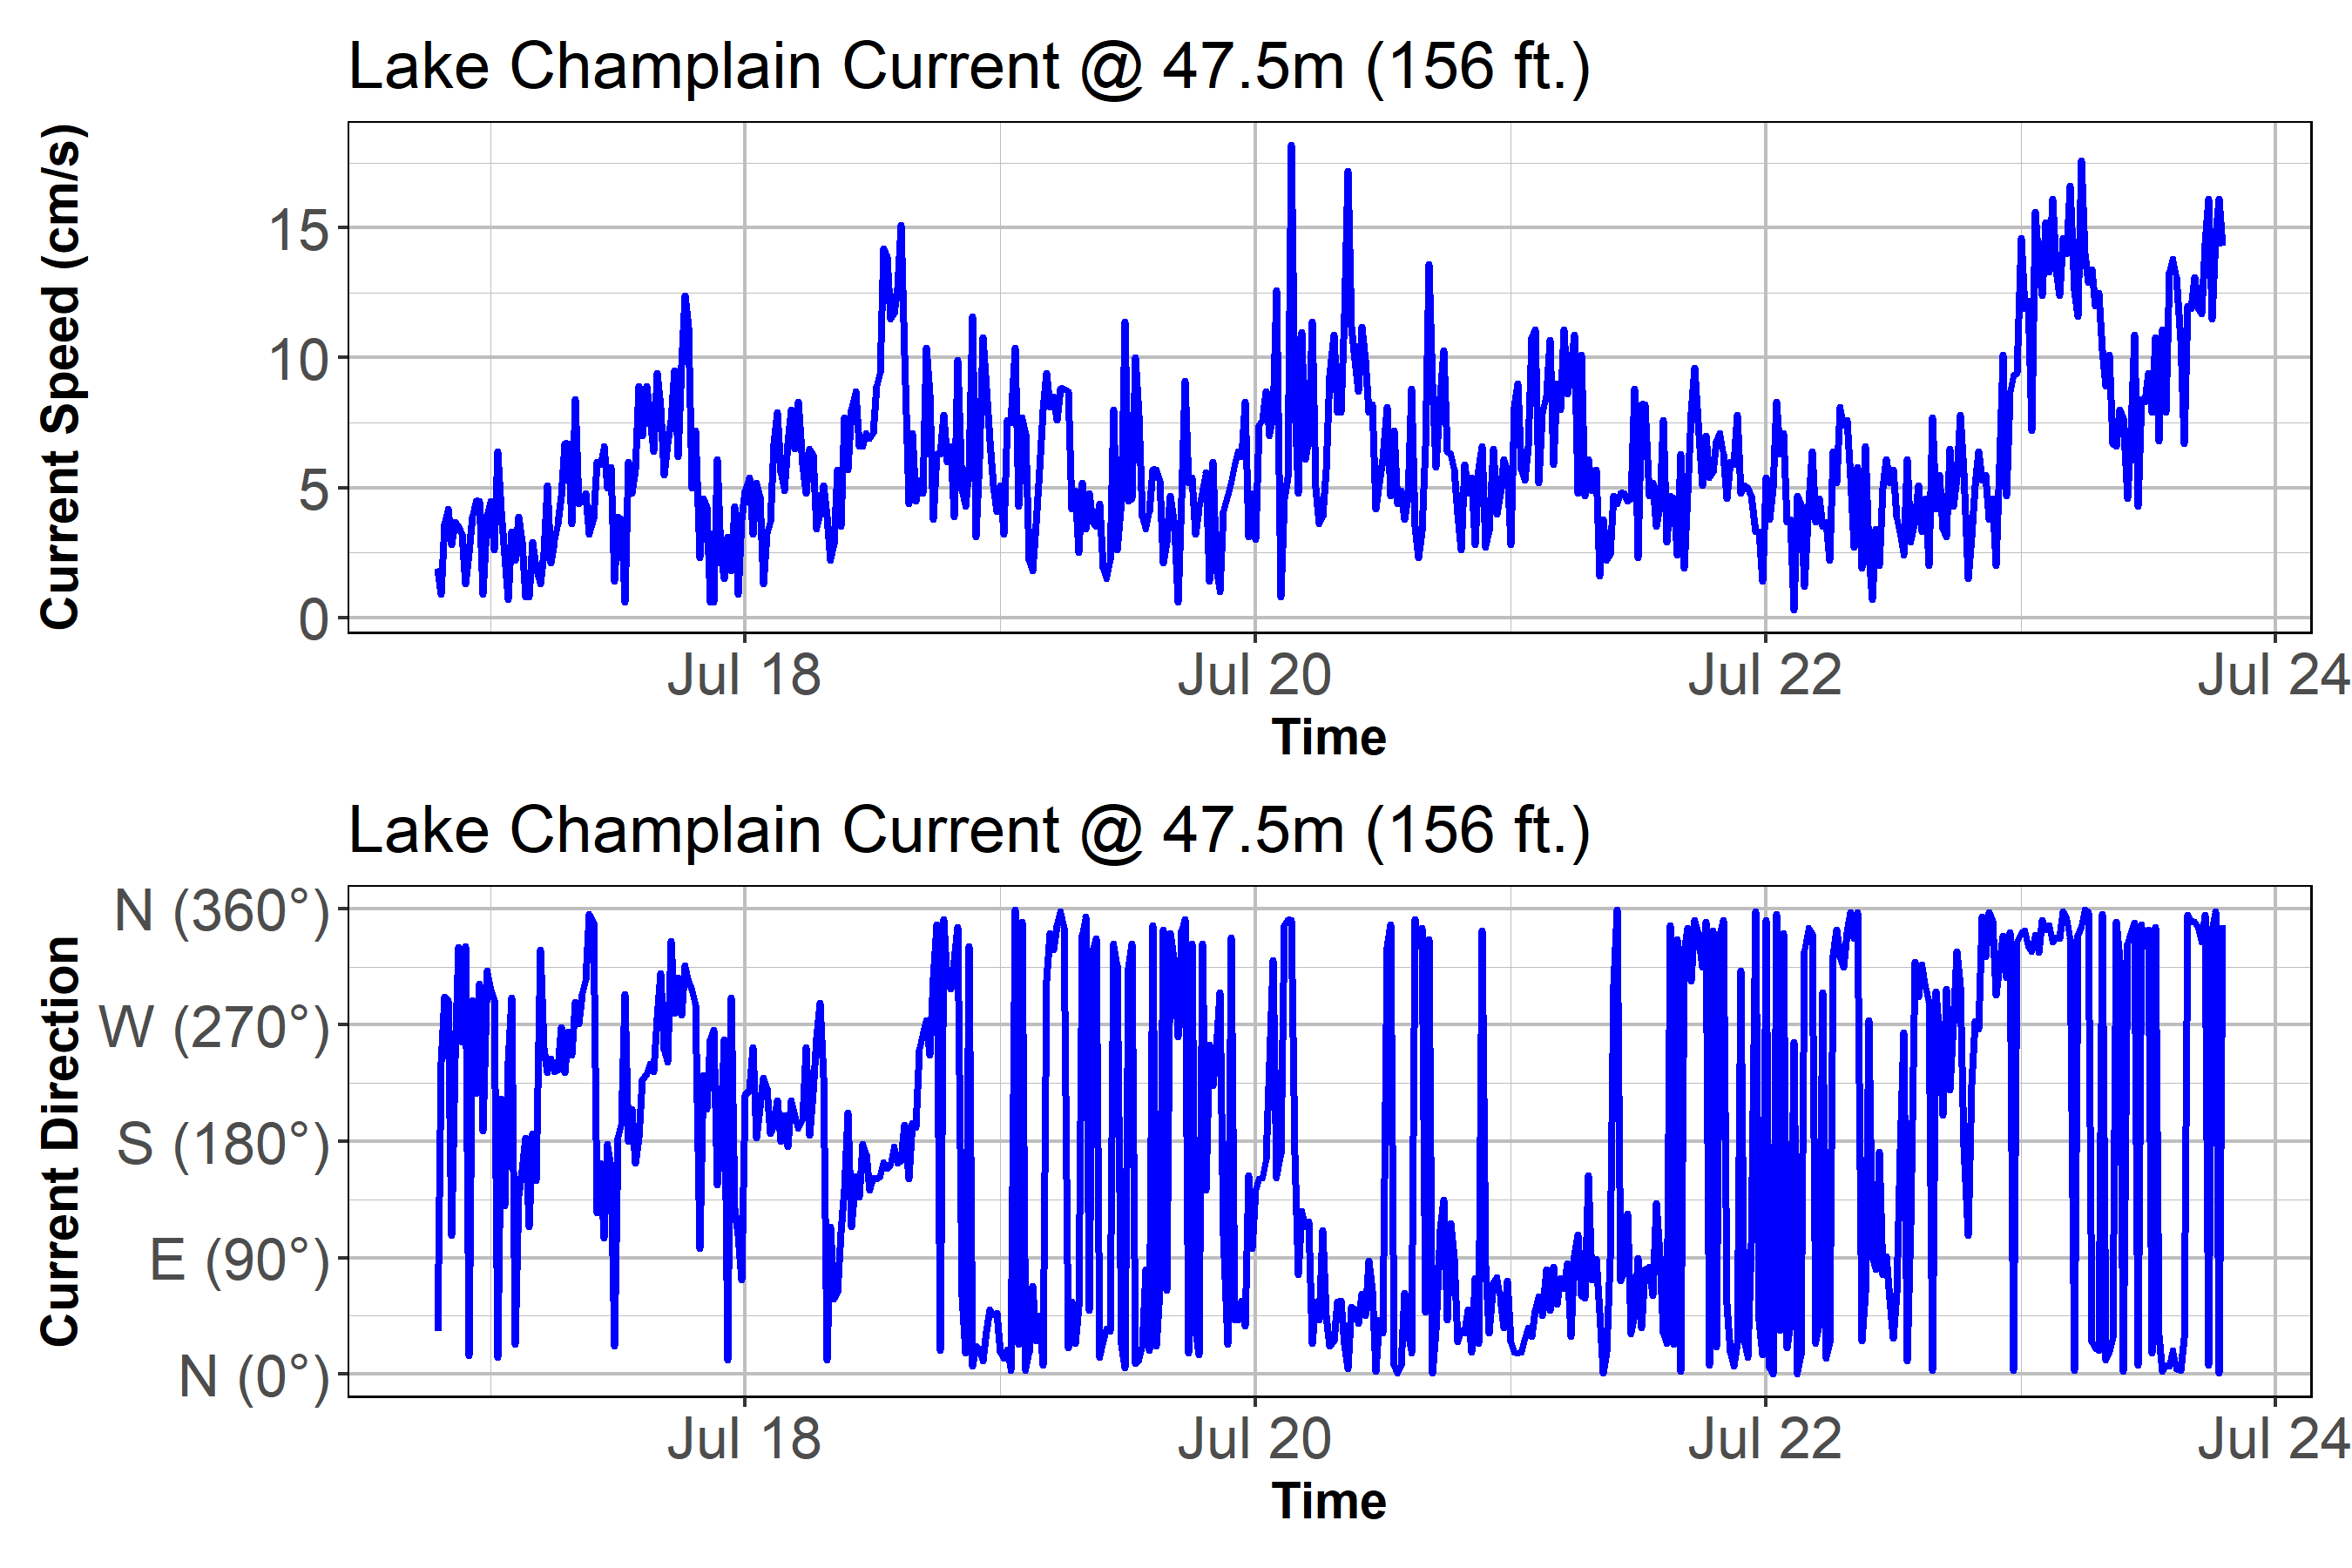 Lake Champlain Current @ 47.5m (156 ft.)
Current Speed (cm/s)
15
10
5
0
Jul 18 Jul 20 Jul 22 Jul 24
Time
Lake Champlain Current @ 47.5m (156 ft.)
Current Direction
N (360°)
W (270°)
S (180°)
E (90°)
N (0°)
Jul 18 Jul 20 Jul 22 Jul 24
Time